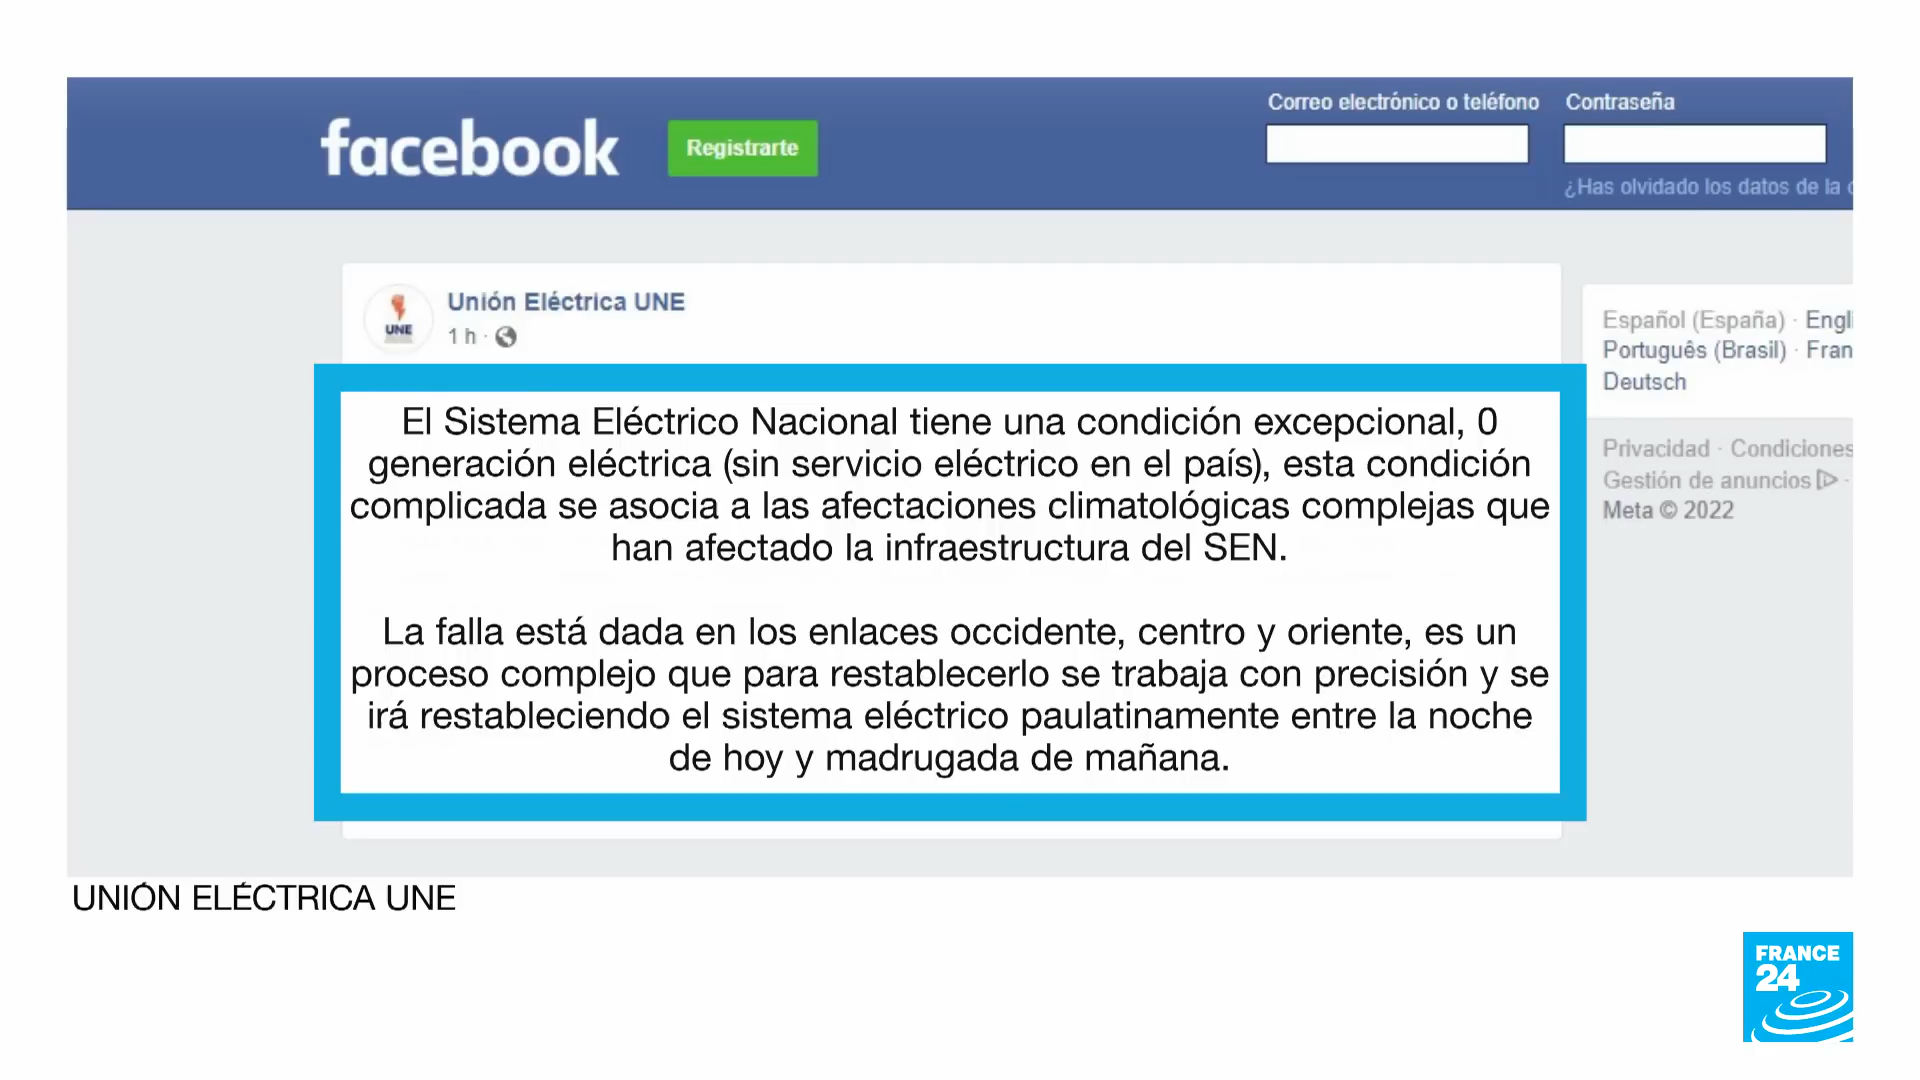 Correo electrónico o teléfono
Contraseña
facebook
Registrarte
¿Has olvidado los datos de la
Unión Eléctrica UNE
UNE
1 h ·
Español (España) · Engli
Português (Brasil) · Fran
Deutsch
El Sistema Eléctrico Nacional tiene una condición excepcional, 0
generación eléctrica (sin servicio eléctrico en el país), esta condición
complicada se asocia a las afectaciones climatológicas complejas que
han afectado la infraestructura del SEN.
La falla está dada en los enlaces occidente, centro y oriente, es un
proceso complejo que para restablecerlo se trabaja con precisión y se
irá restableciendo el sistema eléctrico paulatinamente entre la noche
de hoy y madrugada de mañana.
Privacidad · Condiciones
Gestión de anuncios ·
Meta © 2022
UNIÓN ELÉCTRICA UNE
FRANCE
24